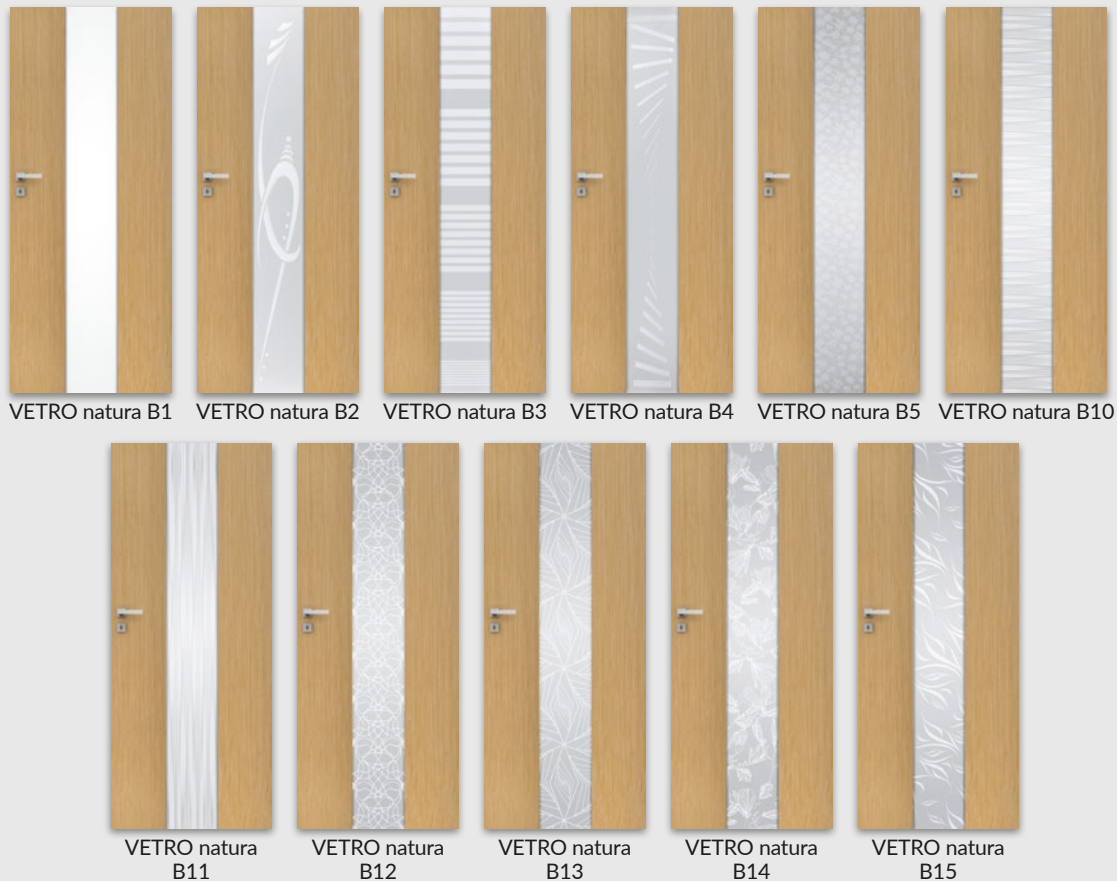 VETRO natura B1
VETRO natura B2
VETRO natura B3
VETRO natura B4
VETRO natura B5
VETRO natura B10
VETRO natura
B11
VETRO natura
B12
VETRO natura
B13
VETRO natura
B14
VETRO natura
B15